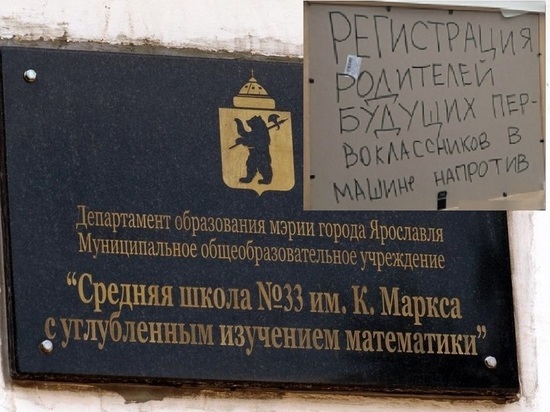 РЕГИСТРАЦИЯ
РОДИТЕЛЕЙ
БУДУЩИХ ПЕР-
ВОКЛАССНИКОВ В
МАШИНЕ НАПРОТИВ
Департамент образования мэрии города Ярославля
Муниципальное общеобразовательное учреждение
“Средняя школа №33 им. К. Маркса
с углубленным изучением математики”